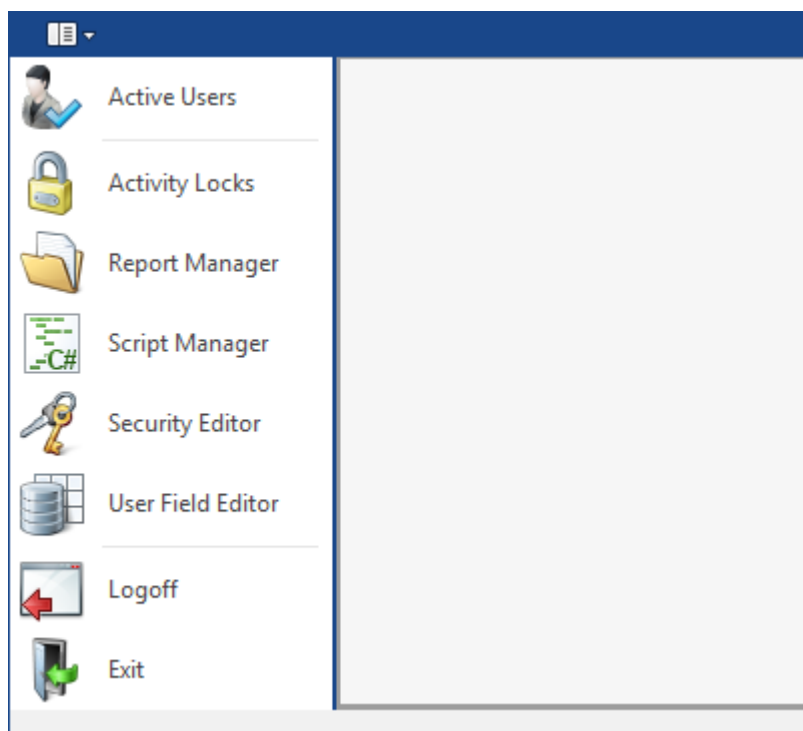 Active Users
Activity Locks
Report Manager
C#
Script Manager
Security Editor
User Field Editor
Logoff
Exit